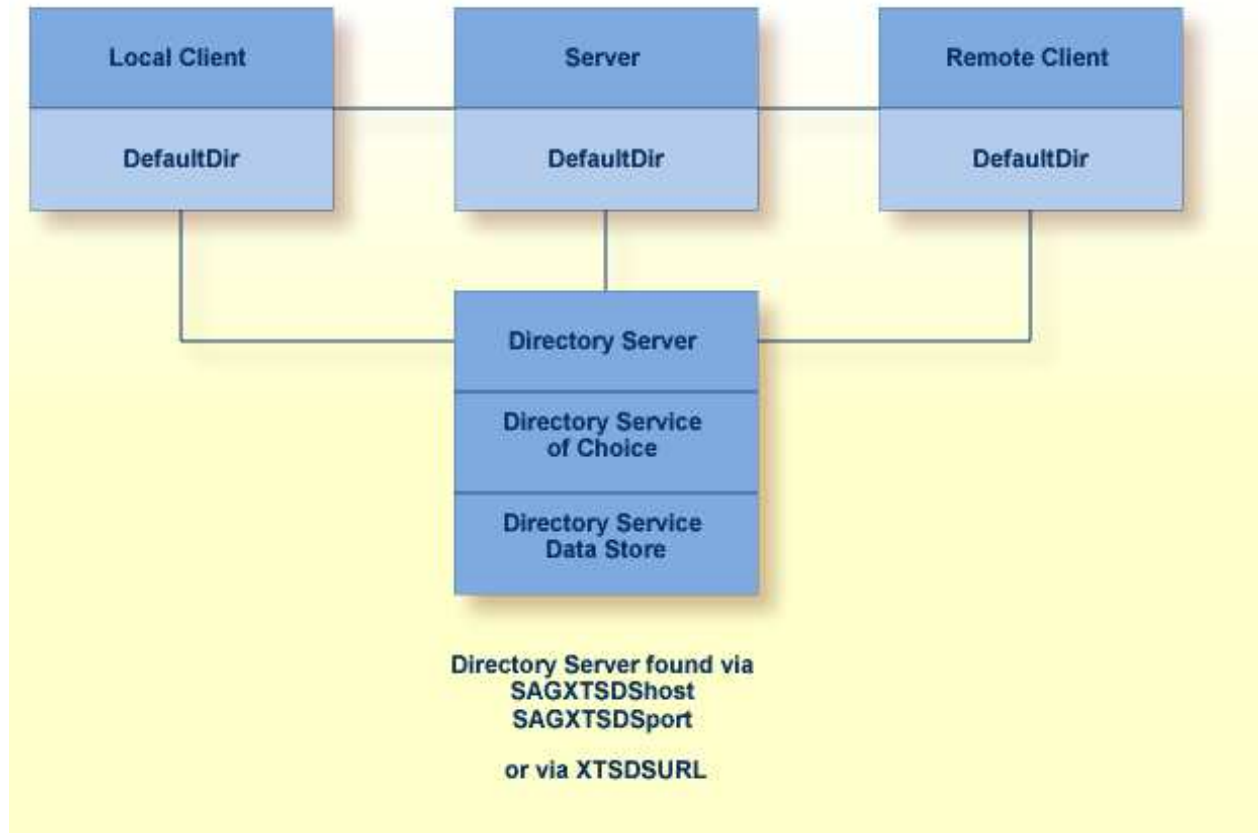 Local Client
Server
Remote Client
DefaultDir
DefaultDir
DefaultDir
Directory Server
Directory Service
of Choice
Directory Service
Data Store
Directory Server found via
SAGXTSDShost
SAGXTSDSport
or via XTSDSURL